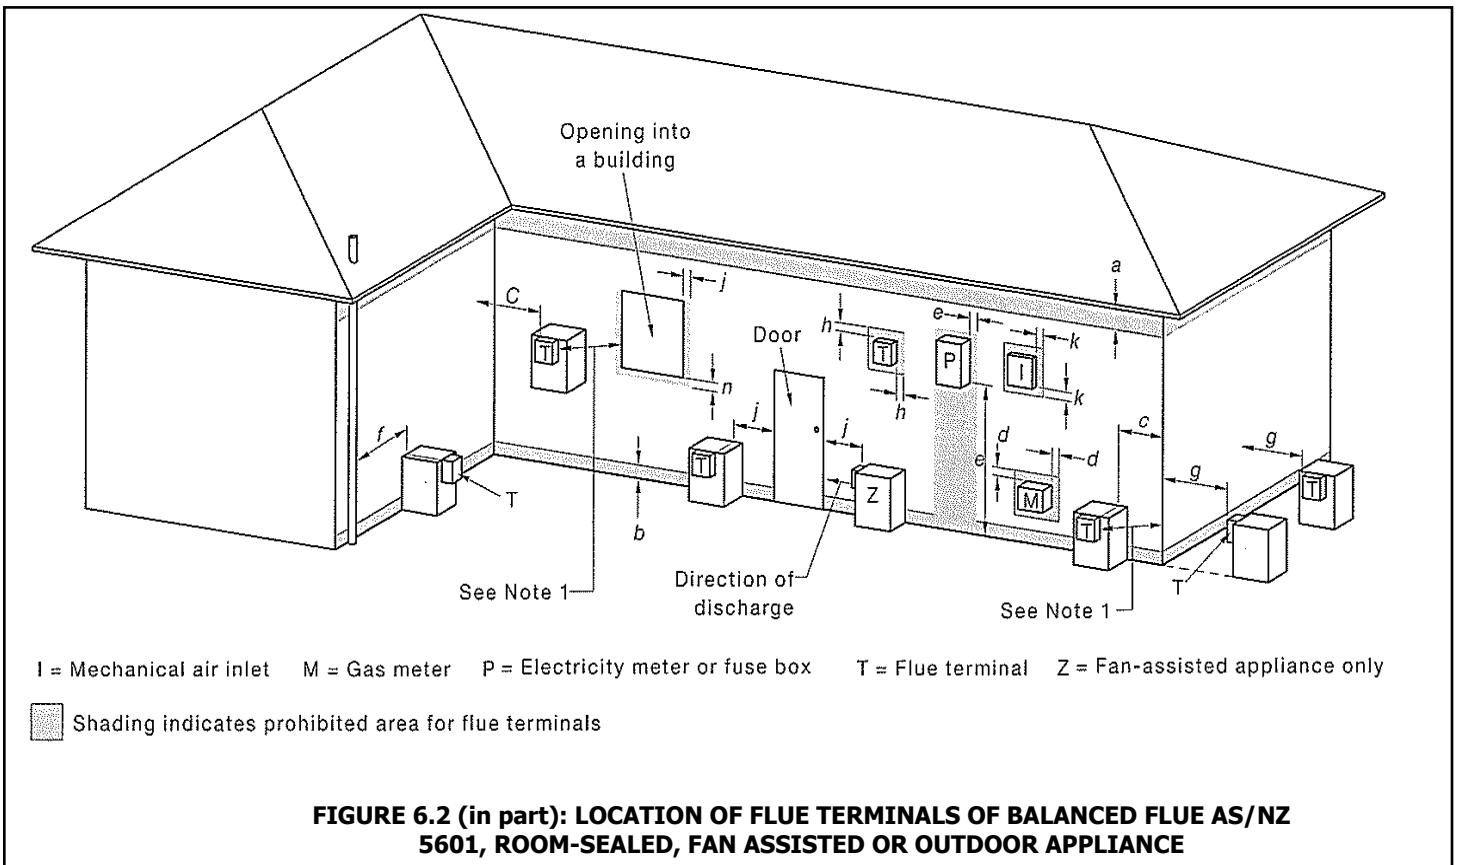 Opening into
a building
a
j
C
e
k
h
Door
T
T
P
I
n
h
k
j
j
c
f
d
d
g
g
e
T
T
Z
M
T
T
b
T
See Note 1
Direction of
discharge
T
See Note 1
I = Mechanical air inlet M = Gas meter P = Electricity meter or fuse box T = Flue terminal Z = Fan-assisted appliance only
Shading indicates prohibited area for flue terminals
FIGURE 6.2 (in part): LOCATION OF FLUE TERMINALS OF BALANCED FLUE AS/NZ
5601, ROOM-SEALED, FAN ASSISTED OR OUTDOOR APPLIANCE